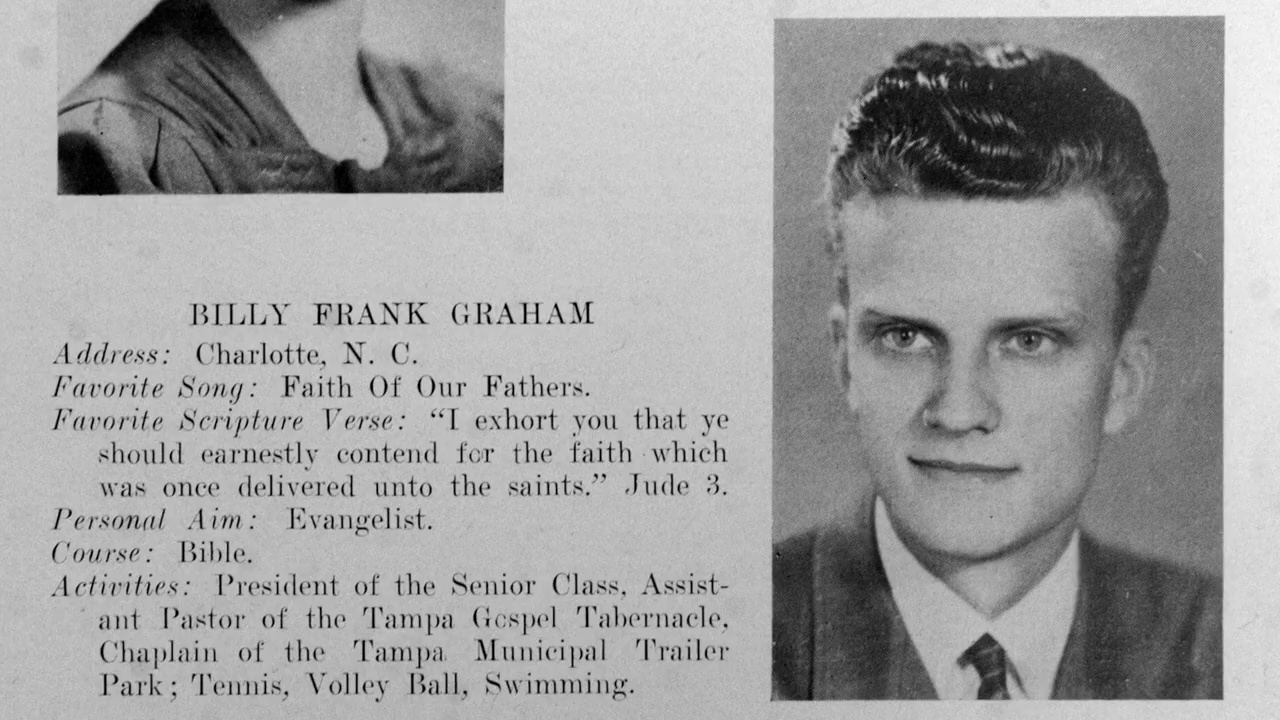 BILLY FRANK GRAHAM
Address: Charlotte, N. C.
Favorite Song: Faith Of Our Fathers.
Favorite Scripture Verse: “I exhort you that ye
should earnestly contend for the faith which
was once delivered unto the saints.” Jude 3.
Personal Aim: Evangelist.
Course: Bible.
Activities: President of the Senior Class, Assist-
ant Pastor of the Tampa Gospel Tabernacle,
Chaplain of the Tampa Municipal Trailer
Park; Tennis, Volley Ball, Swimming.